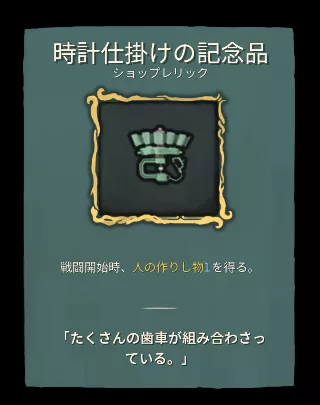 時計仕掛けの記念品
ショップレリック
戦闘開始時、人の作りし物1を得る。
「たくさんの歯車が組み合わさっ
ている。」